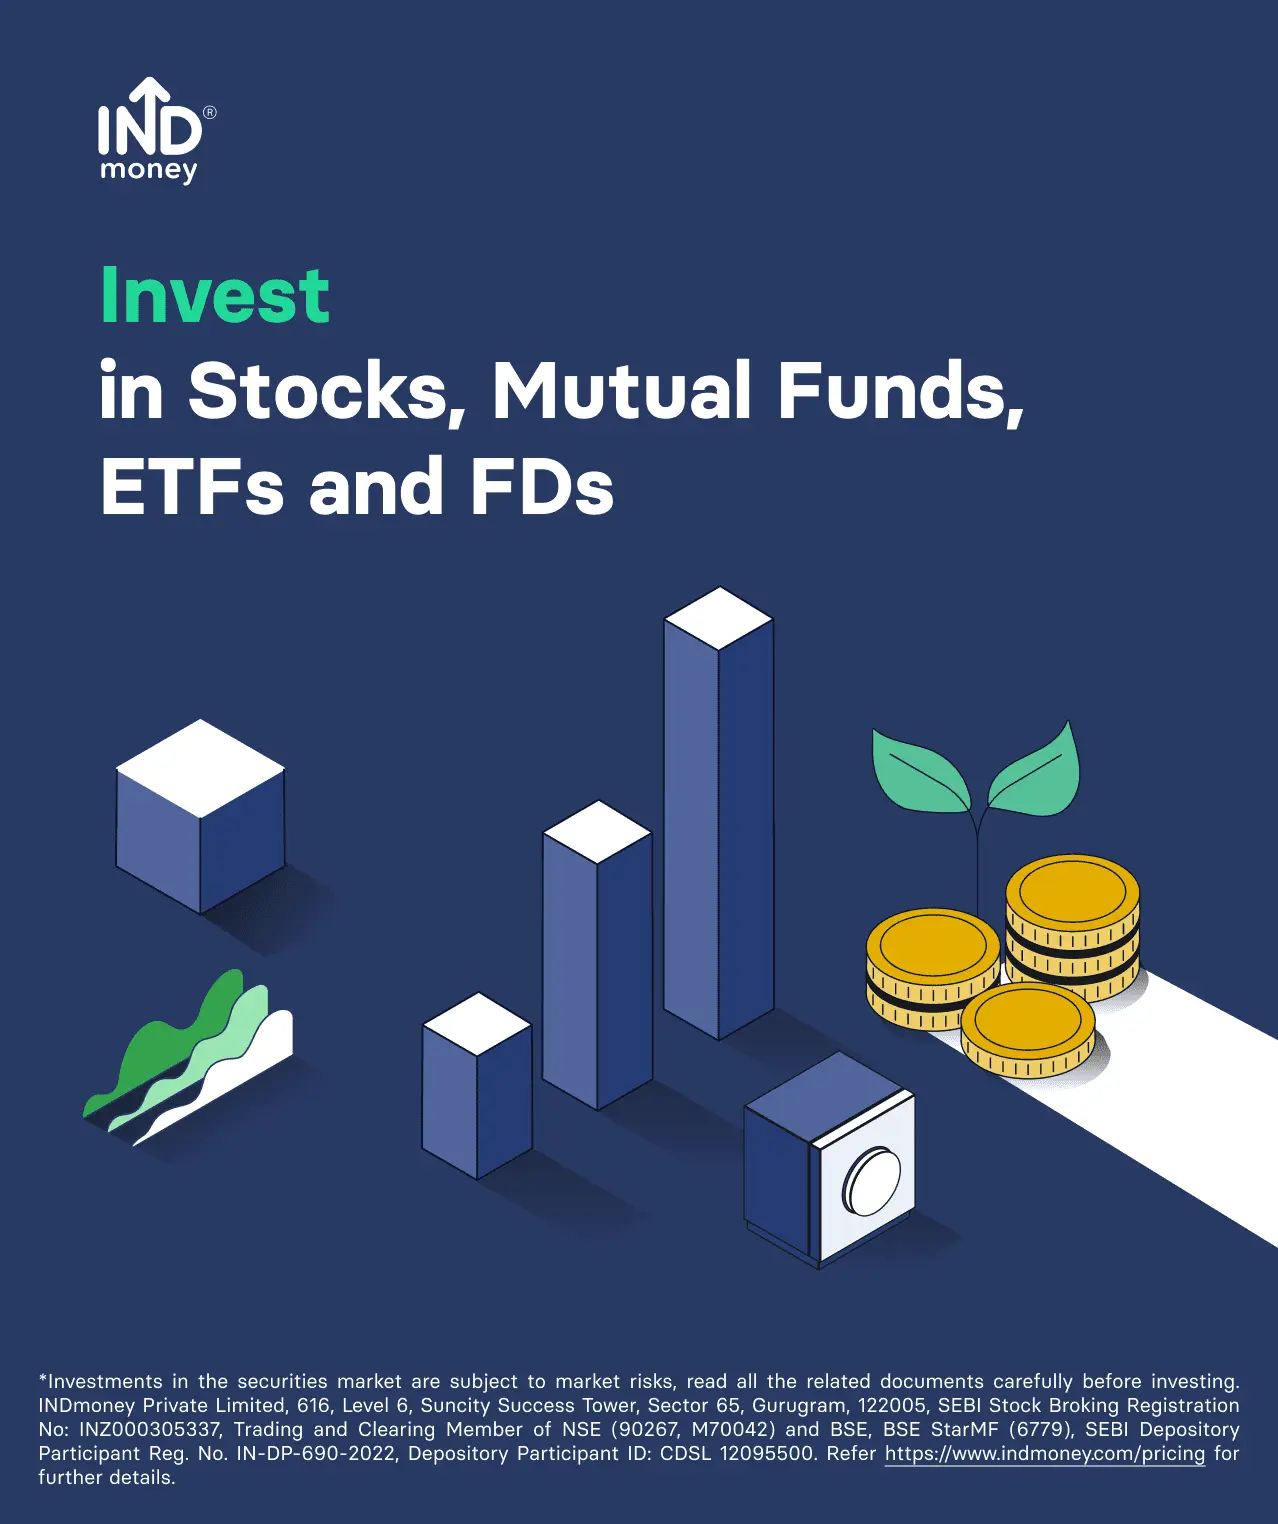 IND®
money
Invest
in Stocks, Mutual Funds,
ETFs and FDs
*Investments in the securities market are subject to market risks, read all the related documents carefully before investing.
INDmoney Private Limited, 616, Level 6, Suncity Success Tower, Sector 65, Gurugram, 122005, SEBI Stock Broking Registration
No: INZ000305337, Trading and Clearing Member of NSE (90267, M70042) and BSE, BSE StarMF (6779), SEBI Depository
Participant Reg. No. IN-DP-690-2022, Depository Participant ID: CDSL 12095500. Refer https://www.indmoney.com/pricing for
further details.